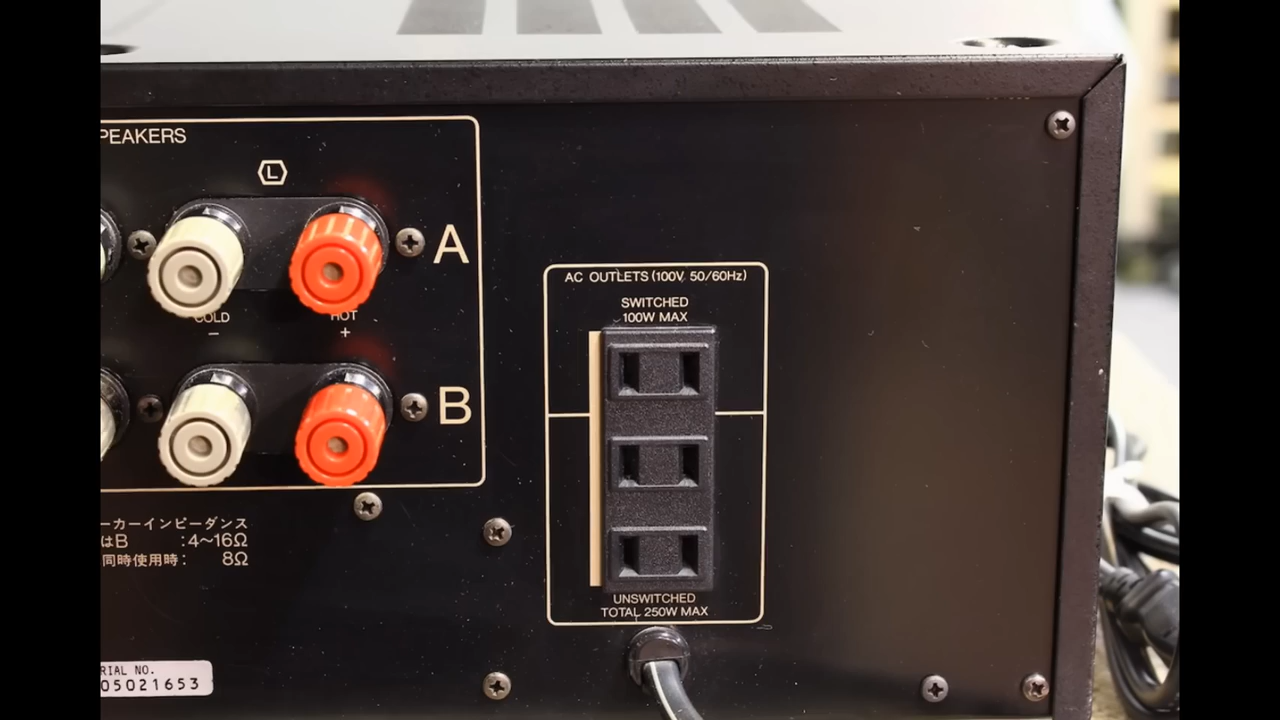 PEAKERS
L
A
COLD
HOT
−
+
B
ーカーインピーダンス
はB :4〜16Ω
同時使用時: 8Ω
RIAL NO.
05021653
AC OUTLETS (100V 50/60Hz)
SWITCHED
100W MAX
UNSWITCHED
TOTAL 250W MAX